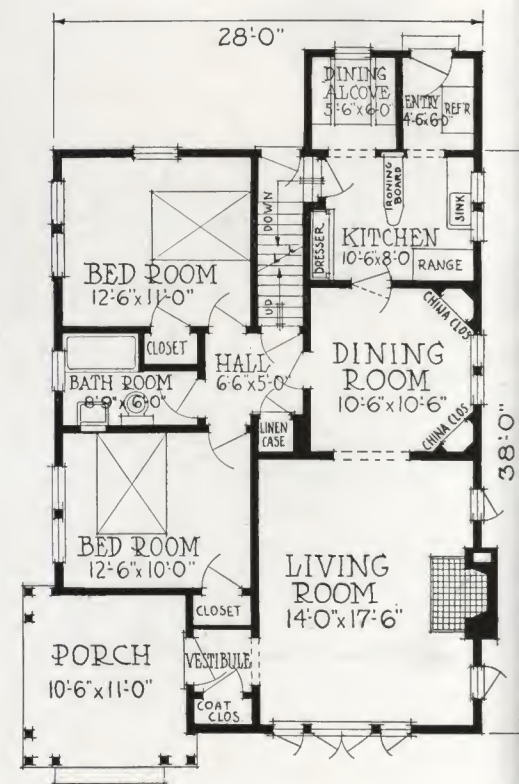 28'-0"
DINING
ALCOVE
5'-6"x6'-0"
ENTRY
4'-6"x6'-0"
REF'R
IRONING
BOARD
SINK
DOWN
DRESSER
KITCHEN
10'-6"x8'-0"
RANGE
BED ROOM
12'-6"x11'-0"
UP
CHINA CLOS
CLOSET
HALL
6'-6"x5'-0"
DINING
ROOM
10'-6"x10'-6"
BATH ROOM
8'-9"x6'-0"
LINEN
CASE
CHINA CLOS
38'-0"
BED ROOM
12'-6"x10'-0"
LIVING
ROOM
14'-0"x17'-6"
CLOSET
PORCH
10'-6"x11'-0"
VESTIBULE
COAT
CLOS.